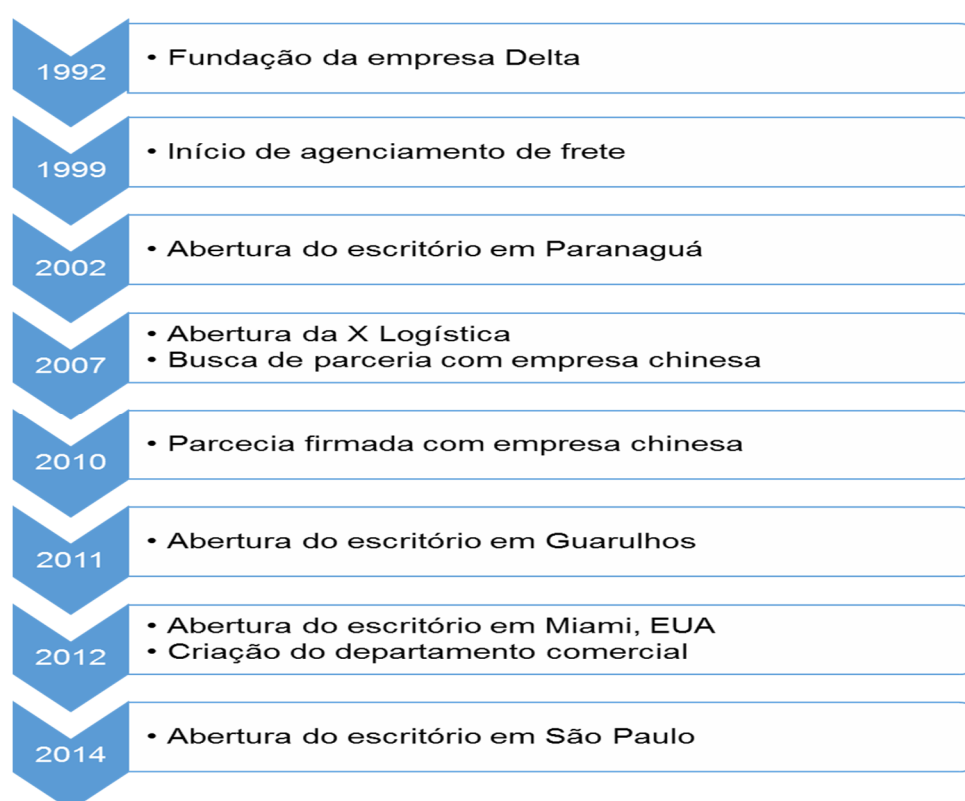 1992
• Fundação da empresa Delta
1999
• Início de agenciamento de frete
2002
• Abertura do escritório em Paranaguá
2007
• Abertura da X Logística
• Busca de parceria com empresa chinesa
2010
• Parcecia firmada com empresa chinesa
2011
• Abertura do escritório em Guarulhos
2012
• Abertura do escritório em Miami, EUA
• Criação do departamento comercial
2014
• Abertura do escritório em São Paulo